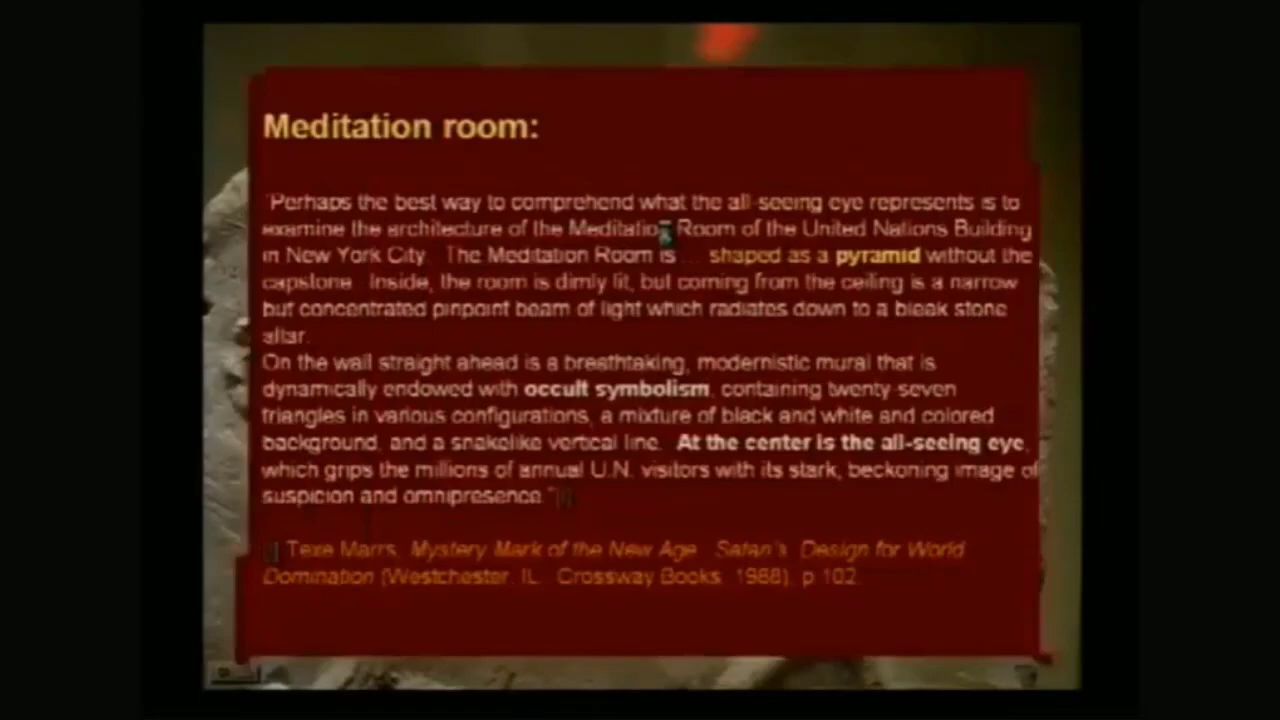 Meditation room:
"Perhaps the best way to comprehend what the all-seeing eye represents is to
examine the architecture of the Meditation Room of the United Nations Building
in New York City. The Meditation Room is ... shaped as a pyramid without the
capstone. Inside, the room is dimly lit, but coming from the ceiling is a narrow
but concentrated pinpoint beam of light which radiates down to a bleak stone
altar.
On the wall straight ahead is a breathtaking, modernistic mural that is
dynamically endowed with occult symbolism, containing twenty-seven
triangles in various configurations, a mixture of black and white and colored
background, and a snakelike vertical line. At the center is the all-seeing eye,
which grips the millions of annual U.N. visitors with its stark, beckoning image of
suspicion and omnipresence."[i]
[i] Texe Marrs, Mystery Mark of the New Age, Satan's Design for World
Domination (Westchester, IL: Crossway Books, 1988), p.102.